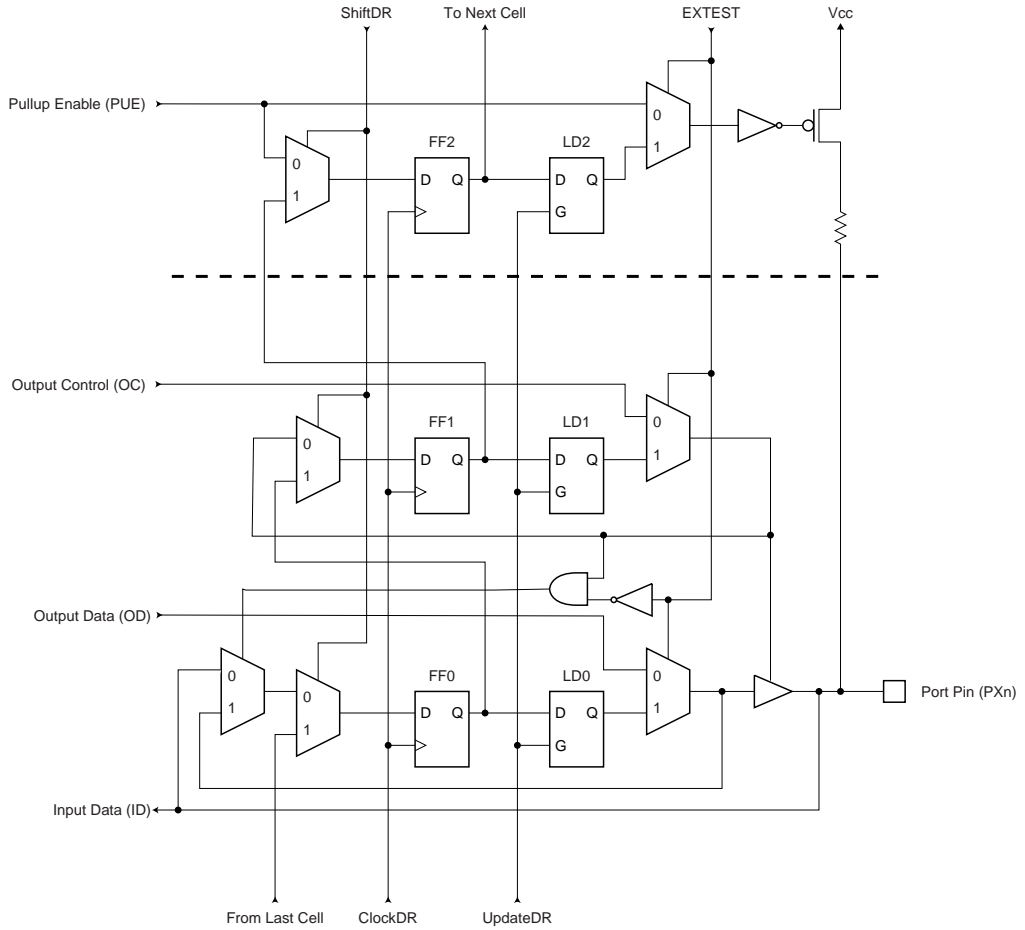 ShiftDR
To Next Cell
EXTEST
Vcc
Pullup Enable (PUE)
0
1
FF2
D Q
LD2
D Q
G
0
1
Output Control (OC)
0
1
FF1
D Q
LD1
D Q
G
0
1
Output Data (OD)
0
1
0
1
FF0
D Q
LD0
D Q
G
0
1
Port Pin (PXn)
Input Data (ID)
From Last Cell
ClockDR
UpdateDR